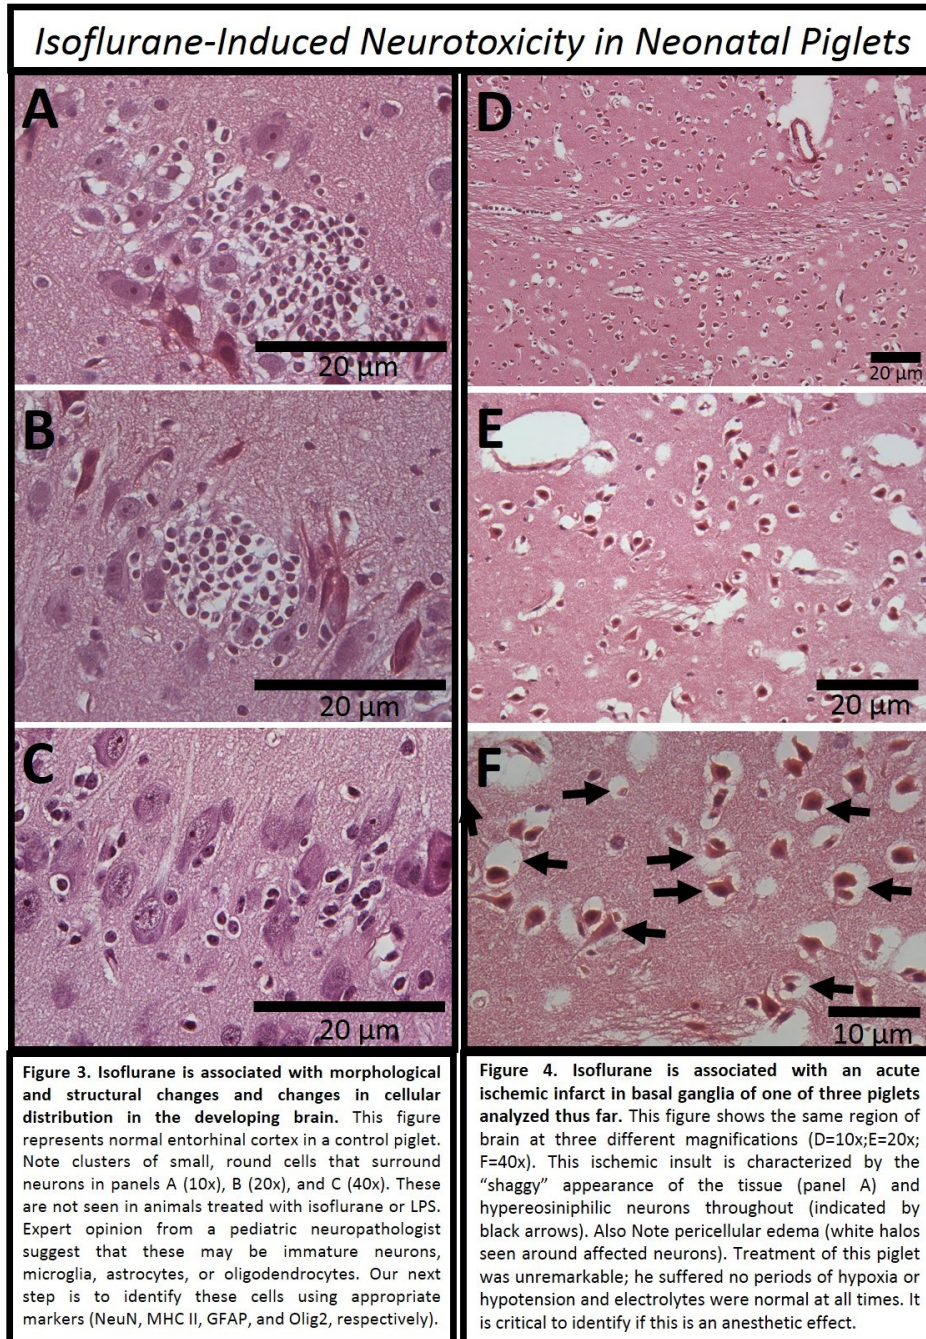 Isoflurane-Induced Neurotoxicity in Neonatal Piglets
A
20 µm
B
20 µm
C
20 µm
Figure 3. Isoflurane is associated with morphological
and structural changes and changes in cellular
distribution in the developing brain. This figure
represents normal entorhinal cortex in a control piglet.
Note clusters of small, round cells that surround
neurons in panels A (10x), B (20x), and C (40x). These
are not seen in animals treated with isoflurane or LPS.
Expert opinion from a pediatric neuropathologist
suggest that these may be immature neurons,
microglia, astrocytes, or oligodendrocytes. Our next
step is to identify these cells using appropriate
markers (NeuN, MHC II, GFAP, and Olig2, respectively).
D
20 µm
E
20 µm
F
10 µm
Figure 4. Isoflurane is associated with an acute
ischemic infarct in basal ganglia of one of three piglets
analyzed thus far. This figure shows the same region of
brain at three different magnifications (D=10x;E=20x;
F=40x). This ischemic insult is characterized by the
“shaggy” appearance of the tissue (panel A) and
hypereosiniphilic neurons throughout (indicated by
black arrows). Also Note pericellular edema (white halos
seen around affected neurons). Treatment of this piglet
was unremarkable; he suffered no periods of hypoxia or
hypotension and electrolytes were normal at all times. It
is critical to identify if this is an anesthetic effect.